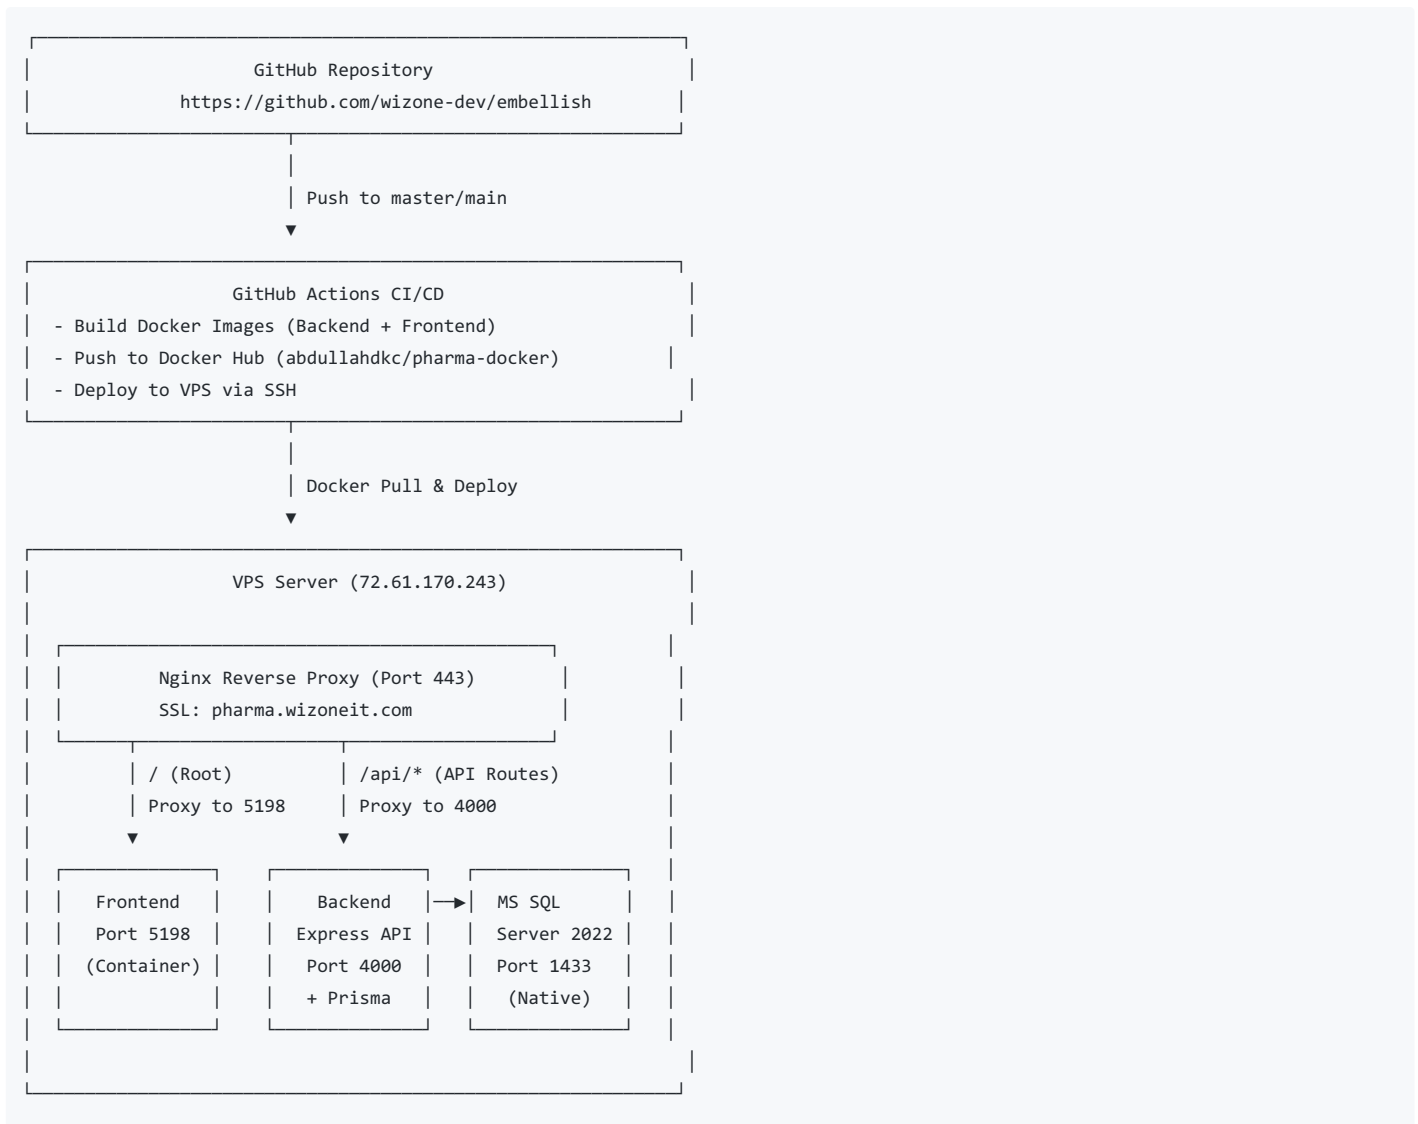 GitHub Repository
https://github.com/wizone-dev/embellish
Push to master/main
GitHub Actions CI/CD
- Build Docker Images (Backend + Frontend)
- Push to Docker Hub (abdullahdkc/pharma-docker)
- Deploy to VPS via SSH
Docker Pull & Deploy
VPS Server (72.61.170.243)
Nginx Reverse Proxy (Port 443)
SSL: pharma.wizoneit.com
/ (Root) /api/* (API Routes)
Proxy to 5198 Proxy to 4000
Frontend Backend MS SQL
Port 5198 Express API Server 2022
(Container) Port 4000 Port 1433
+ Prisma (Native)